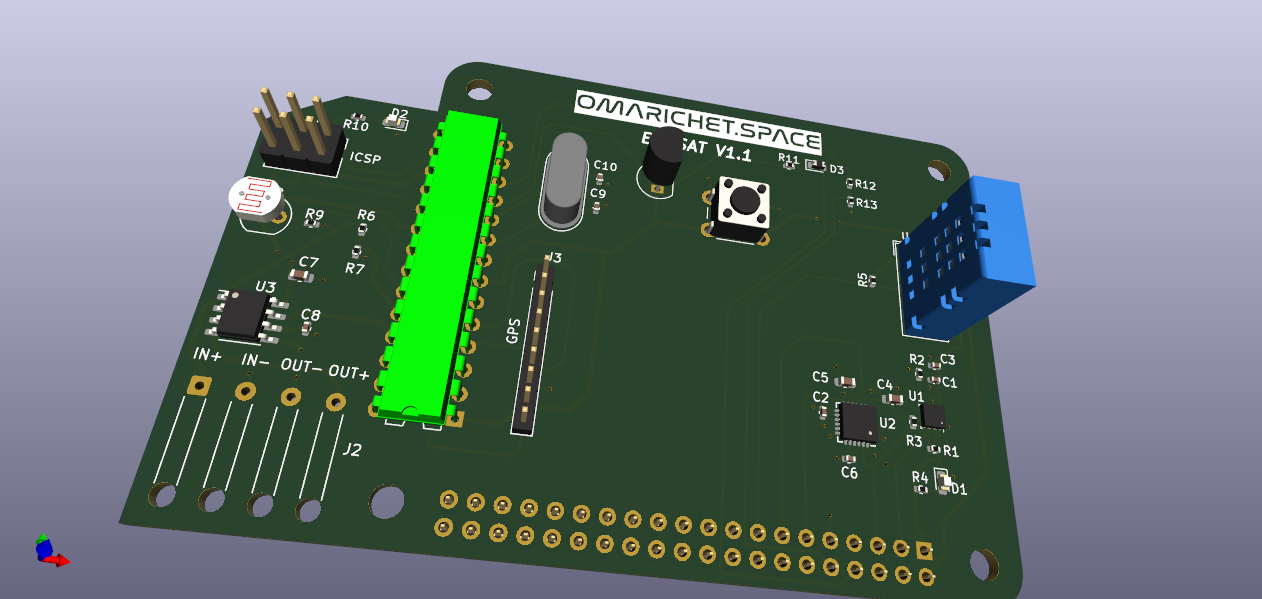 OMARICHET.SPACE
SAT V1.1
D2
R10
ICSP
C10
C9
R11
D3
R12
R13
R9
R6
R7
C7
U3
C8
J3
GPS
R5
IN+
IN-
OUT-
OUT+
J2
R2
C3
C1
C5
C4
U1
C2
U2
R3
R1
C6
R4
D1